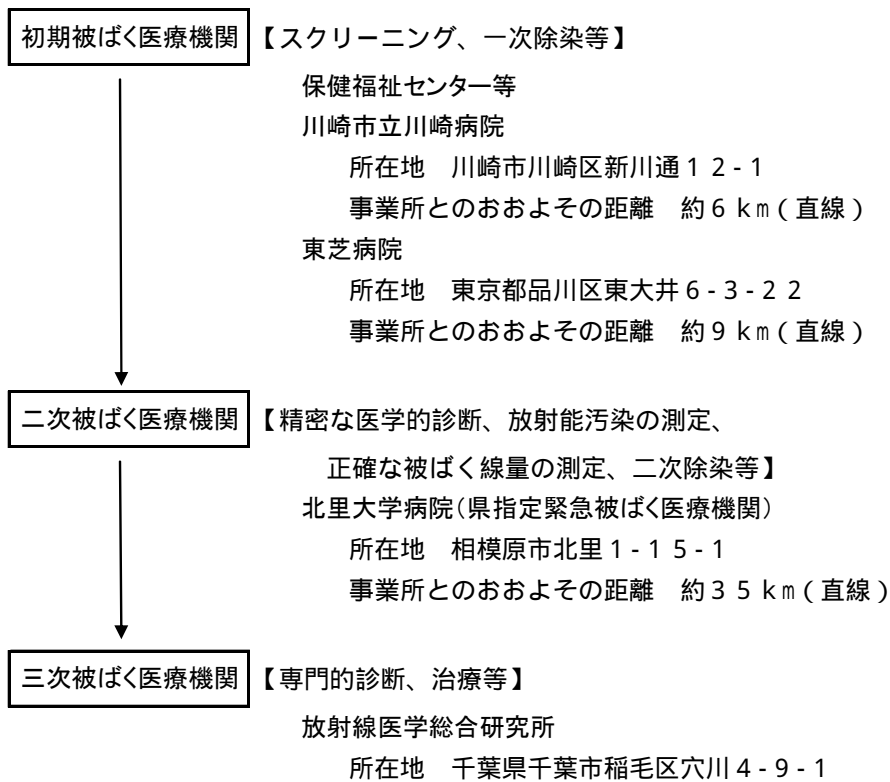 初期被ばく医療機関 【スクリーニング、一次除染等】
保健福祉センター等
川崎市立川崎病院
所在地 川崎市川崎区新川通12-1
事業所とのおおよその距離 約6km(直線)
東芝病院
所在地 東京都品川区東大井6-3-22
事業所とのおおよその距離 約9km(直線)
二次被ばく医療機関 【精密な医学的診断、放射能汚染の測定、
正確な被ばく線量の測定、二次除染等】
北里大学病院(県指定緊急被ばく医療機関)
所在地 相模原市北里1-15-1
事業所とのおおよその距離 約35km(直線)
三次被ばく医療機関 【専門的診断、治療等】
放射線医学総合研究所
所在地 千葉県千葉市稲毛区穴川4-9-1